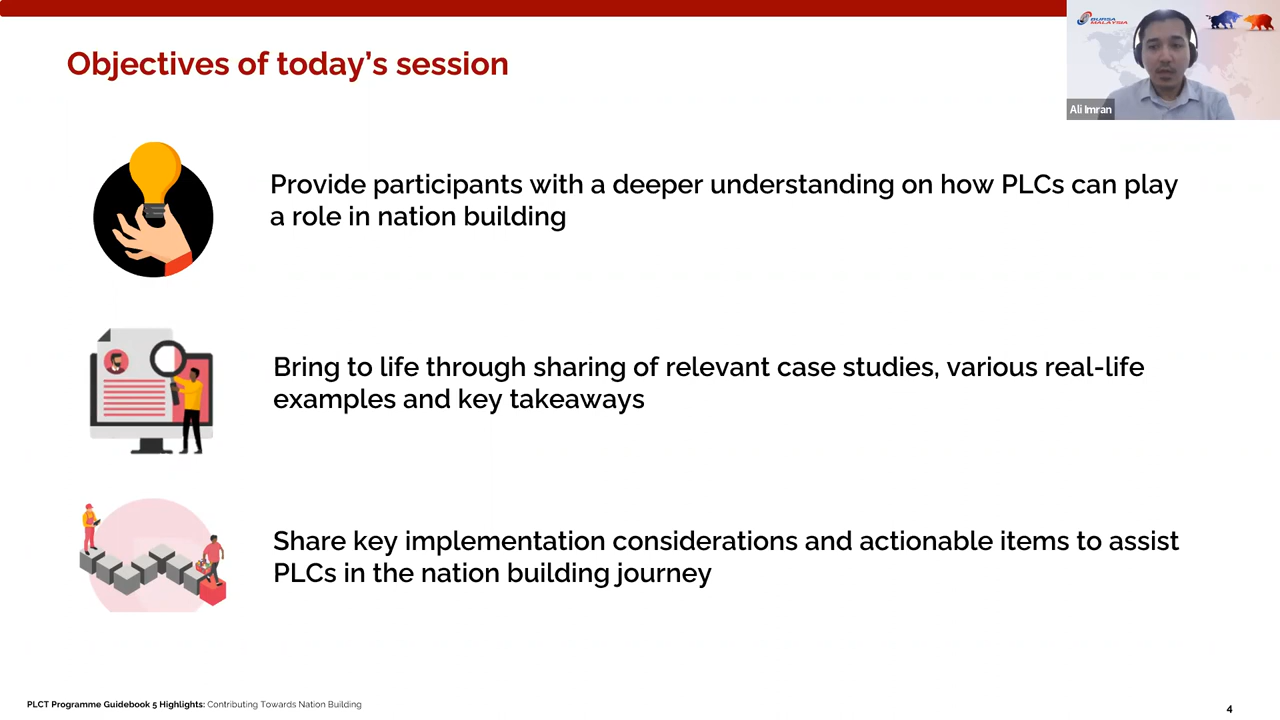 BURSA
MALAYSIA
Ali Imran
Objectives of today's session
Provide participants with a deeper understanding on how PLCs can play
a role in nation building
Bring to life through sharing of relevant case studies, various real-life
examples and key takeaways
Share key implementation considerations and actionable items to assist
PLCs in the nation building journey
PLCT Programme Guidebook 5 Highlights: Contributing Towards Nation Building
4